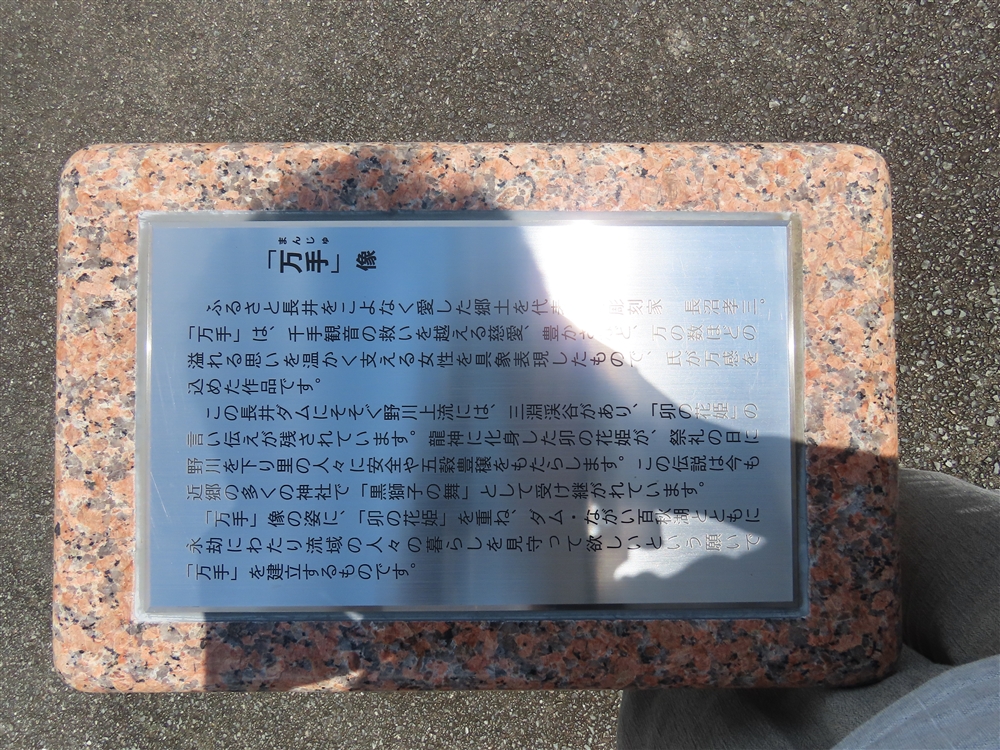 まんじゅ
「万手」像
ふるさと長井をこよなく愛した郷土を代表 彫刻家 長沼孝三。
「万手」は、千手観音の救いを越える慈愛、豊かさ 、万の数ほどの
溢れる思いを温かく支える女性を具象表現したもので、氏が万感を
込めた作品です。
この長井ダムにそそぐ野川上流には、三淵渓谷があり、「卯の花姫」の
言い伝えが残されています。龍神に化身した卯の花姫が、祭礼の日に
野川を下り里の人々に安全や五穀豊穣をもたらします。この伝説は今も
近郷の多くの神社で「黒獅子の舞」として受け継がれています。
「万手」像の姿に、「卯の花姫」を重ね、ダム・ながい百秋湖とともに
永劫にわたり流域の人々の暮らしを見守って欲しいという願いで
「万手」を建立するものです。